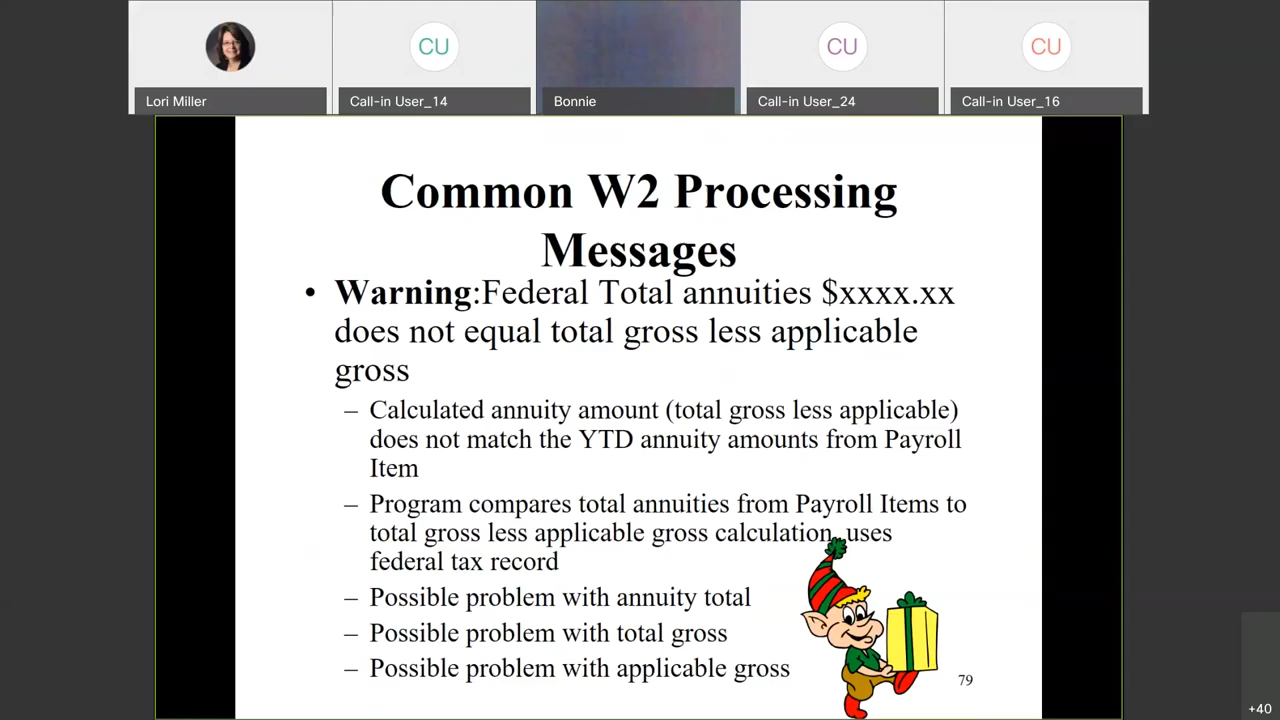 CU
CU
CU
Lori Miller
Call-in User_14
Bonnie
Call-in User_24
Call-in User_16
Common W2 Processing
Messages
• Warning:Federal Total annuities $xxxx.xx
does not equal total gross less applicable
gross
– Calculated annuity amount (total gross less applicable)
does not match the YTD annuity amounts from Payroll
Item
– Program compares total annuities from Payroll Items to
total gross less applicable gross calculation, uses
federal tax record
– Possible problem with annuity total
– Possible problem with total gross
– Possible problem with applicable gross
79
+40